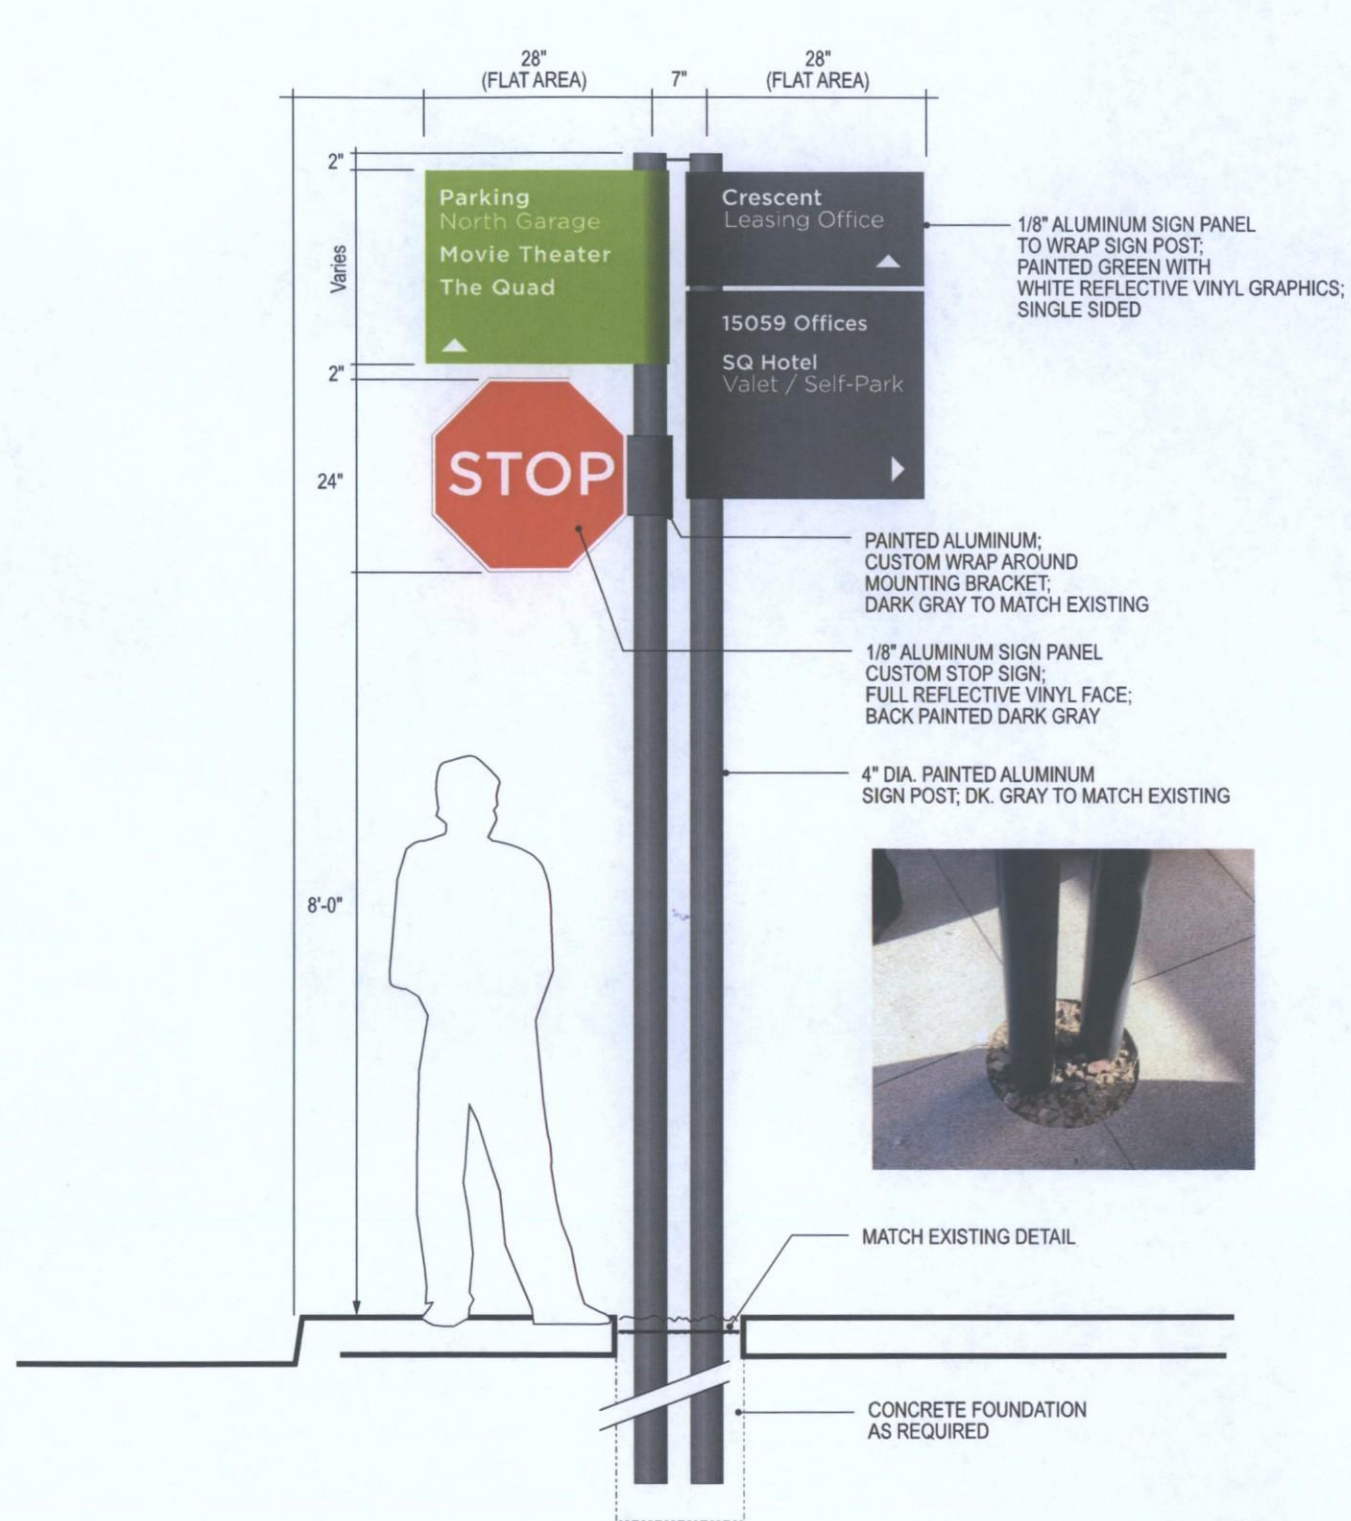 28"
(FLAT AREA)
7"
28"
(FLAT AREA)
2"
Varies
2"
24"
8'-0"
Parking
North Garage
Movie Theater
The Quad
Crescent
Leasing Office
15059 Offices
SQ Hotel
Valet / Self-Park
STOP
1/8" ALUMINUM SIGN PANEL
TO WRAP SIGN POST;
PAINTED GREEN WITH
WHITE REFLECTIVE VINYL GRAPHICS;
SINGLE SIDED
PAINTED ALUMINUM;
CUSTOM WRAP AROUND
MOUNTING BRACKET;
DARK GRAY TO MATCH EXISTING
1/8" ALUMINUM SIGN PANEL
CUSTOM STOP SIGN;
FULL REFLECTIVE VINYL FACE;
BACK PAINTED DARK GRAY
4" DIA. PAINTED ALUMINUM
SIGN POST; DK. GRAY TO MATCH EXISTING
MATCH EXISTING DETAIL
CONCRETE FOUNDATION
AS REQUIRED